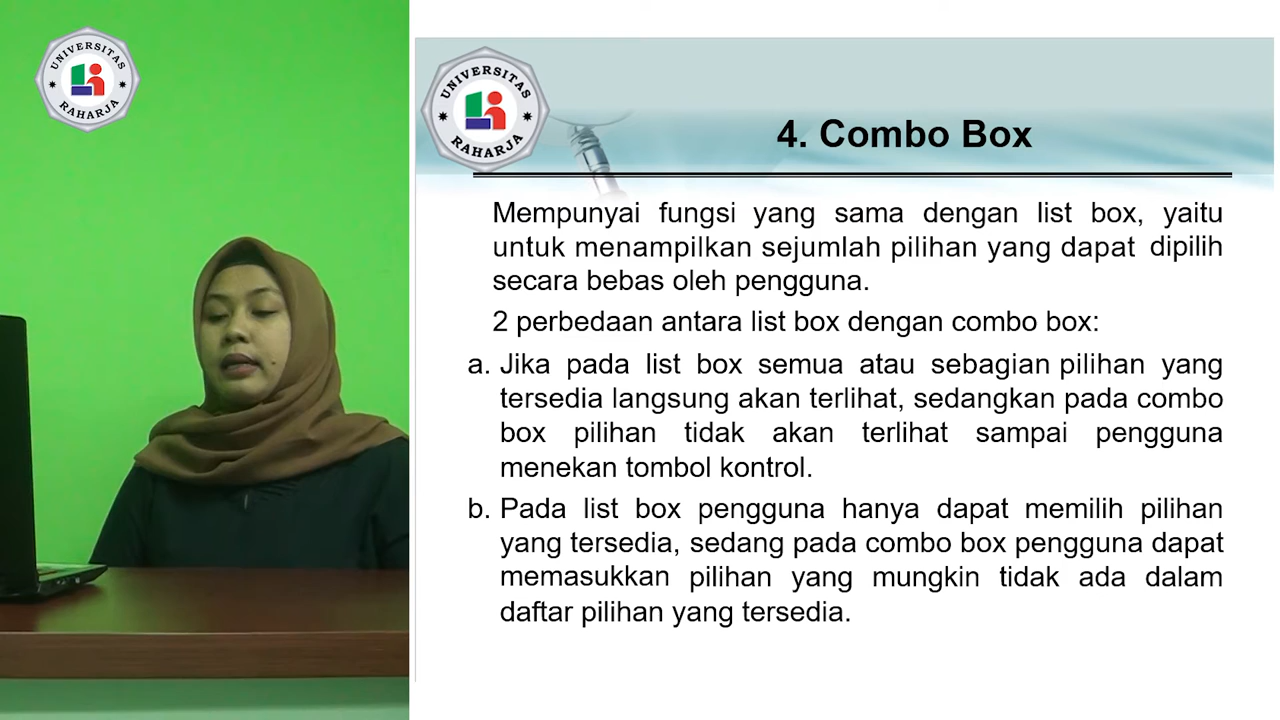 UNIVERSITAS
RAHARJA
UNIVERSITAS
RAHARJA
4. Combo Box
Mempunyai fungsi yang sama dengan list box, yaitu
untuk menampilkan sejumlah pilihan yang dapat dipilih
secara bebas oleh pengguna.
2 perbedaan antara list box dengan combo box:
a. Jika pada list box semua atau sebagian pilihan yang
tersedia langsung akan terlihat, sedangkan pada combo
box pilihan tidak akan terlihat sampai pengguna
menekan tombol kontrol.
b. Pada list box pengguna hanya dapat memilih pilihan
yang tersedia, sedang pada combo box pengguna dapat
memasukkan pilihan yang mungkin tidak ada dalam
daftar pilihan yang tersedia.